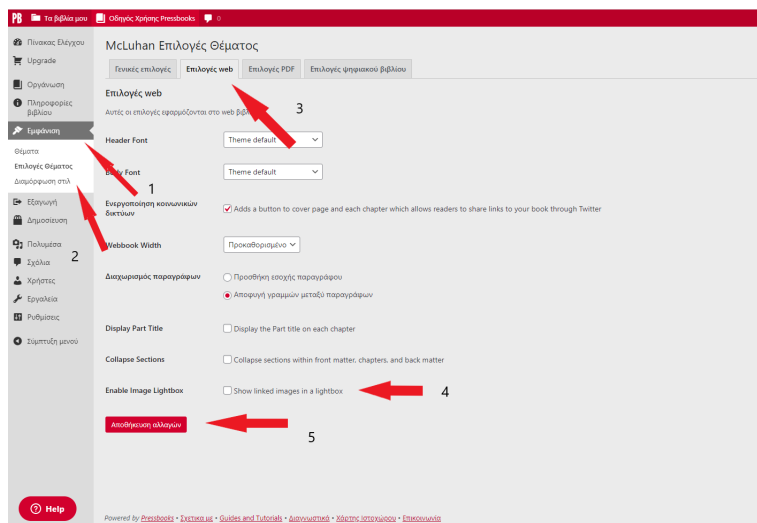 PB Τα βιβλία μου Οδηγός Χρήσης Pressbooks 0
Πίνακας Ελέγχου
Upgrade
Οργάνωση
Πληροφορίες
βιβλίου
Εμφάνιση
Θέματα
Επιλογές Θέματος
Διαμόρφωση στιλ
Εξαγωγή
Δημοσίευση
Πολυμέσα
Σχόλια
Χρήστες
Εργαλεία
Ρυθμίσεις
Σύμπτυξη μενού
Help
McLuhan Επιλογές Θέματος
Γενικές επιλογές Επιλογές web Επιλογές PDF Επιλογές ψηφιακού βιβλίου
Επιλογές web
Αυτές οι επιλογές εφαρμόζονται στο web
3
Header Font Theme default
1
Font Theme default
Ενεργοποίηση κοινωνικών
δικτύων
Adds a button to cover page and each chapter which allows readers to share links to your book through Twitter
2
Webbook Width Προκαθορισμένο
Διαχωρισμός παραγράφων Προσθήκη εσοχής παραγράφου
Αποφυγή γραμμών μεταξύ παραγράφων
Display Part Title Display the Part title on each chapter
Collapse Sections Collapse sections within front matter, chapters, and back matter
Enable Image Lightbox Show linked images in a lightbox 4
Αποθήκευση αλλαγών
5
Powered by Pressbooks • Σχετικα με • Guides and Tutorials • Διαγνωστικά • Χάρτης ιστοχώρου • Επικοινωνία